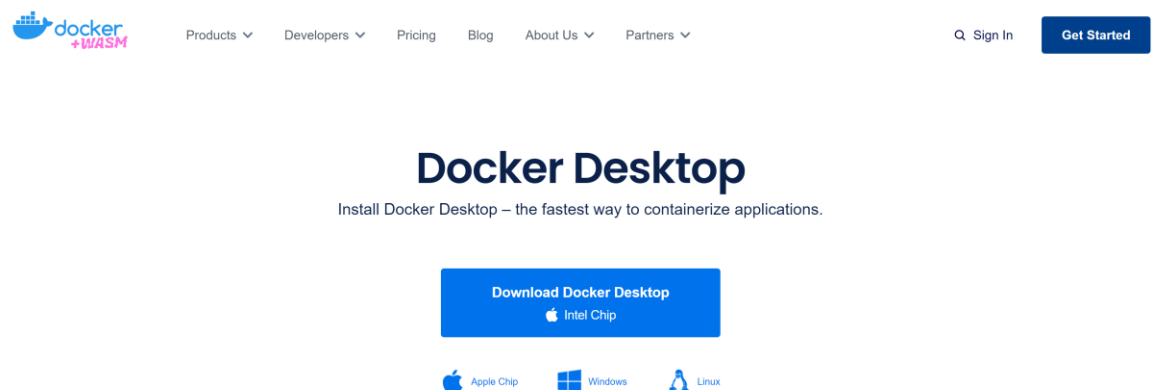 docker
+WASM
Products
Developers
Pricing
Blog
About Us
Partners
Sign In
Get Started
Docker Desktop
Install Docker Desktop – the fastest way to containerize applications.
Download Docker Desktop
Intel Chip
Apple Chip
Windows
Linux